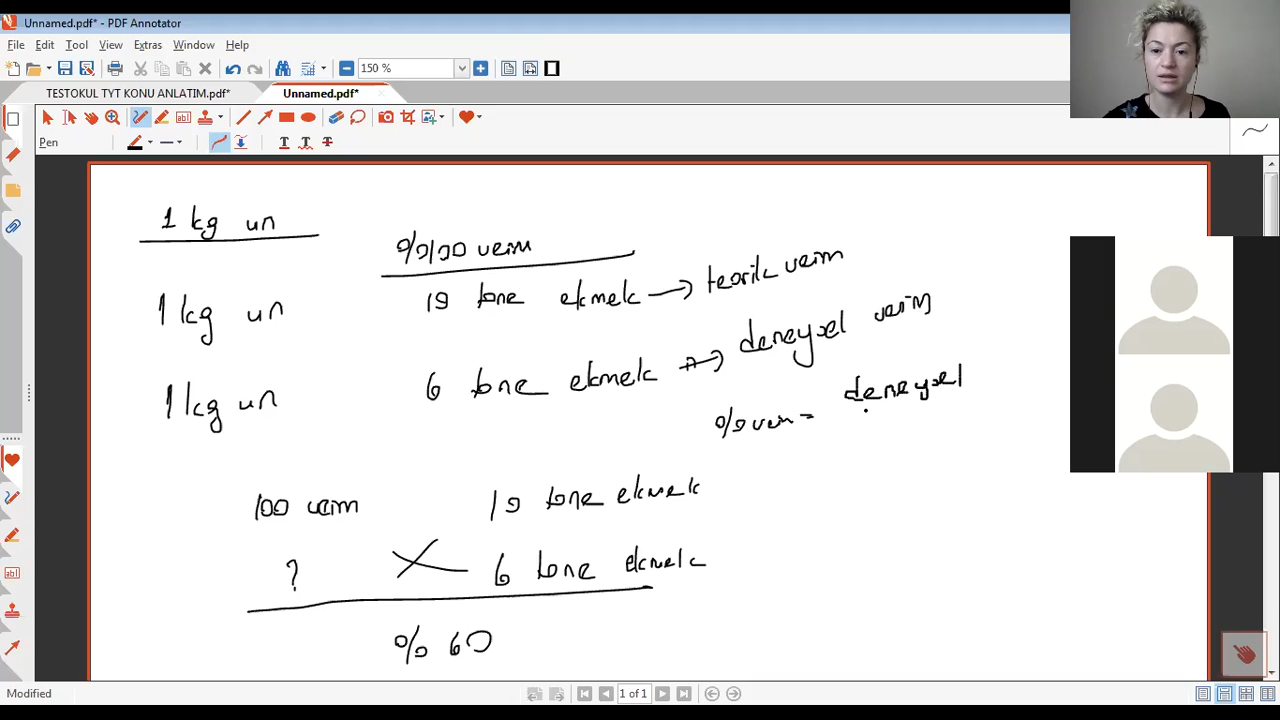 Unnamed.pdf* - PDF Annotator
File Edit Tool View Extras Window Help
150 %
TESTOKUL TYT KONU ANLATIM.pdf* Unnamed.pdf*
Pen
1 kg un
%100 verim
1 kg un 10 tane ekmek → teorik verim
1 kg un 6 tane ekmek → deneysel verim
% verim = deneysel
100 verim 10 tane ekmek
? 6 tane ekmek
% 60
Modified 1 of 1